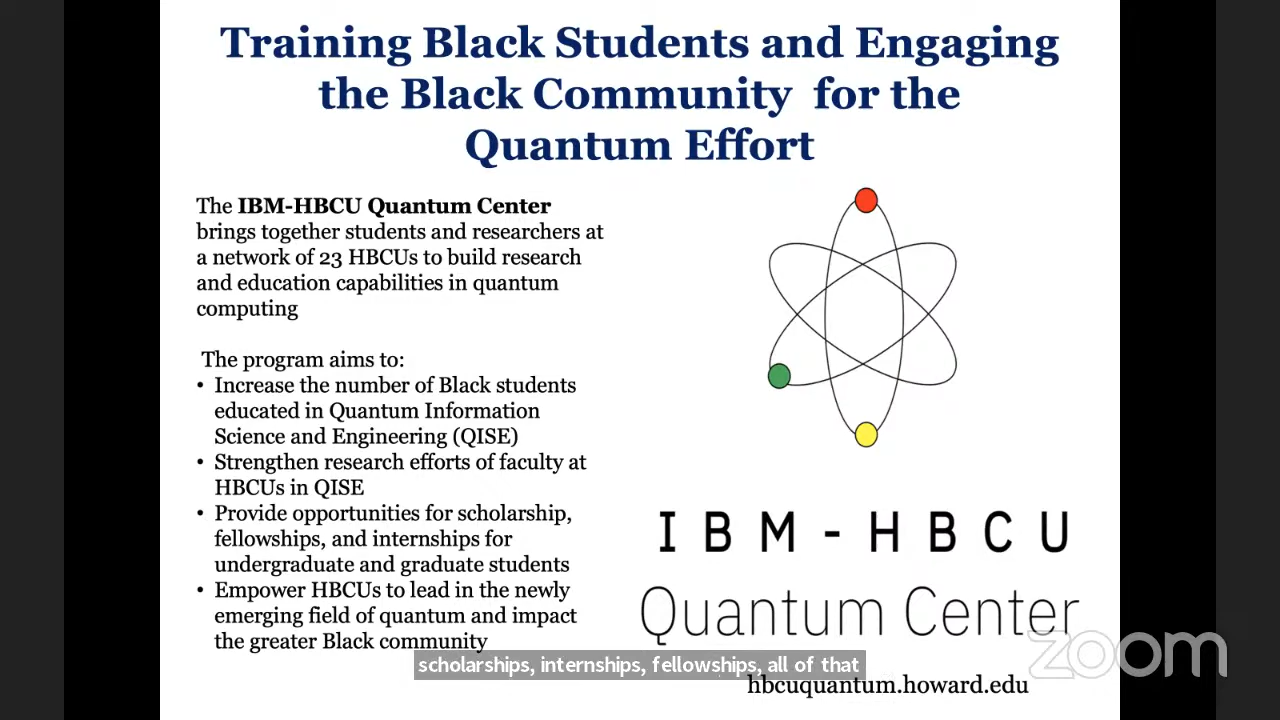 Training Black Students and Engaging
the Black Community for the
Quantum Effort
The IBM-HBCU Quantum Center
brings together students and researchers at
a network of 23 HBCUs to build research
and education capabilities in quantum
computing
The program aims to:
• Increase the number of Black students
educated in Quantum Information
Science and Engineering (QISE)
• Strengthen research efforts of faculty at
HBCUs in QISE
• Provide opportunities for scholarship,
fellowships, and internships for
undergraduate and graduate students
• Empower HBCUs to lead in the newly
emerging field of quantum and impact
the greater Black community
IBM-HBCU
Quantum Center
zoom
scholarships, internships, fellowships, all of that
hbcuquantum.howard.edu